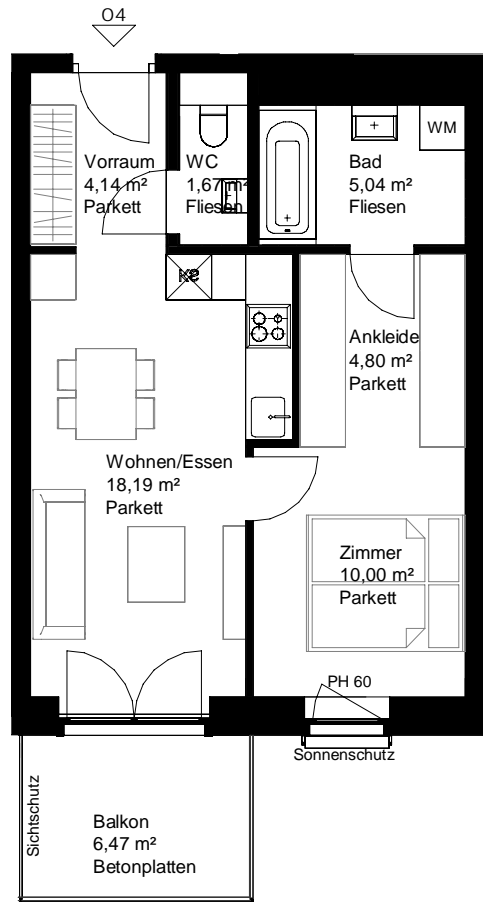 04
Vorraum
4,14 m²
Parkett
WC
1,67 m²
Fliesen
Bad
5,04 m²
Fliesen
WM
Ankleide
4,80 m²
Parkett
Wohnen/Essen
18,19 m²
Parkett
Zimmer
10,00 m²
Parkett
PH 60
Sonnenschutz
Sichtschutz
Balkon
6,47 m²
Betonplatten